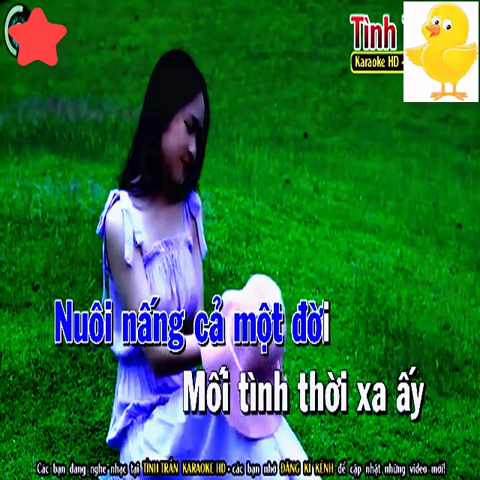 Tình
Karaoke HD -
Nuôi nấng cả một đời
Mối tình thời xa ấy
Các bạn đang nghe nhạc tại TÌNH TRẦN KARAOKE HD - các bạn nhớ ĐĂNG KÍ KÊNH để cập nhật những video mới!